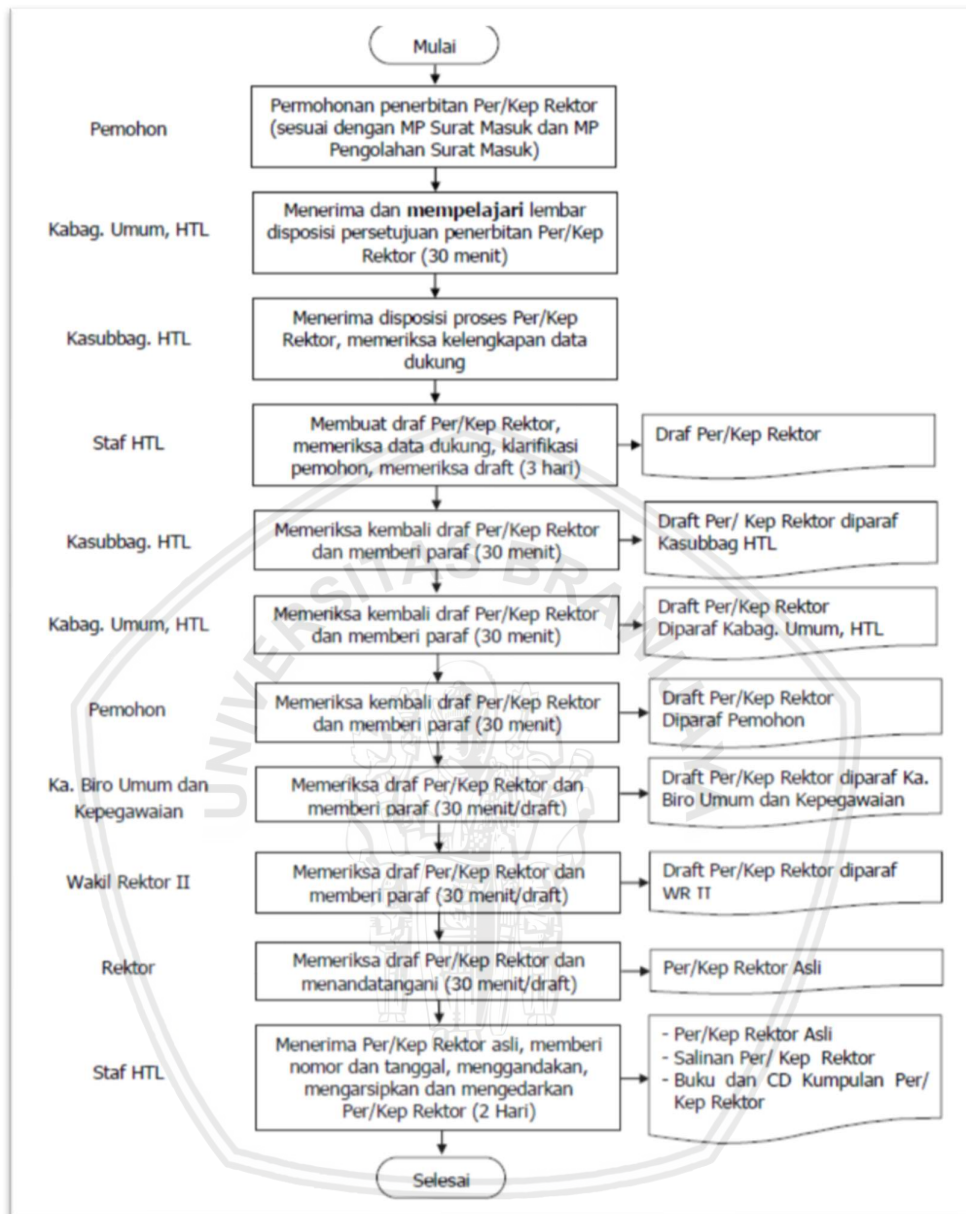 Mulai
Pemohon
Permohonan penerbitan Per/Kep Rektor
(sesuai dengan MP Surat Masuk dan MP
Pengolahan Surat Masuk)
Kabag. Umum, HTL
Menerima dan mempelajari lembar
disposisi persetujuan penerbitan Per/Kep
Rektor (30 menit)
Kasubbag. HTL
Menerima disposisi proses Per/Kep
Rektor, memeriksa kelengkapan data
dukung
Staf HTL
Membuat draf Per/Kep Rektor,
memeriksa data dukung, klarifikasi
pemohon, memeriksa draft (3 hari)
Draf Per/Kep Rektor
Kasubbag. HTL
Memeriksa kembali draf Per/Kep Rektor
dan memberi paraf (30 menit)
Draft Per/ Kep Rektor diparaf
Kasubbag HTL
Kabag. Umum, HTL
Memeriksa kembali draf Per/Kep Rektor
dan memberi paraf (30 menit)
Draft Per/Kep Rektor
Diparaf Kabag. Umum, HTL
Pemohon
Memeriksa kembali draf Per/Kep Rektor
dan memberi paraf (30 menit)
Draft Per/Kep Rektor
Diparaf Pemohon
Ka. Biro Umum dan
Kepegawaian
Memeriksa draf Per/Kep Rektor dan
memberi paraf (30 menit/draft)
Draft Per/Kep Rektor diparaf Ka.
Biro Umum dan Kepegawaian
Wakil Rektor II
Memeriksa draf Per/Kep Rektor dan
memberi paraf (30 menit/draft)
Draft Per/Kep Rektor diparaf
WR II
Rektor
Memeriksa draf Per/Kep Rektor dan
menandatangani (30 menit/draft)
Per/Kep Rektor Asli
Staf HTL
Menerima Per/Kep Rektor asli, memberi
nomor dan tanggal, menggandakan,
mengarsipkan dan mengedarkan
Per/Kep Rektor (2 Hari)
- Per/Kep Rektor Asli
- Salinan Per/ Kep Rektor
- Buku dan CD Kumpulan Per/
Kep Rektor
Selesai
UNIVERSITAS BRAWIJAYA